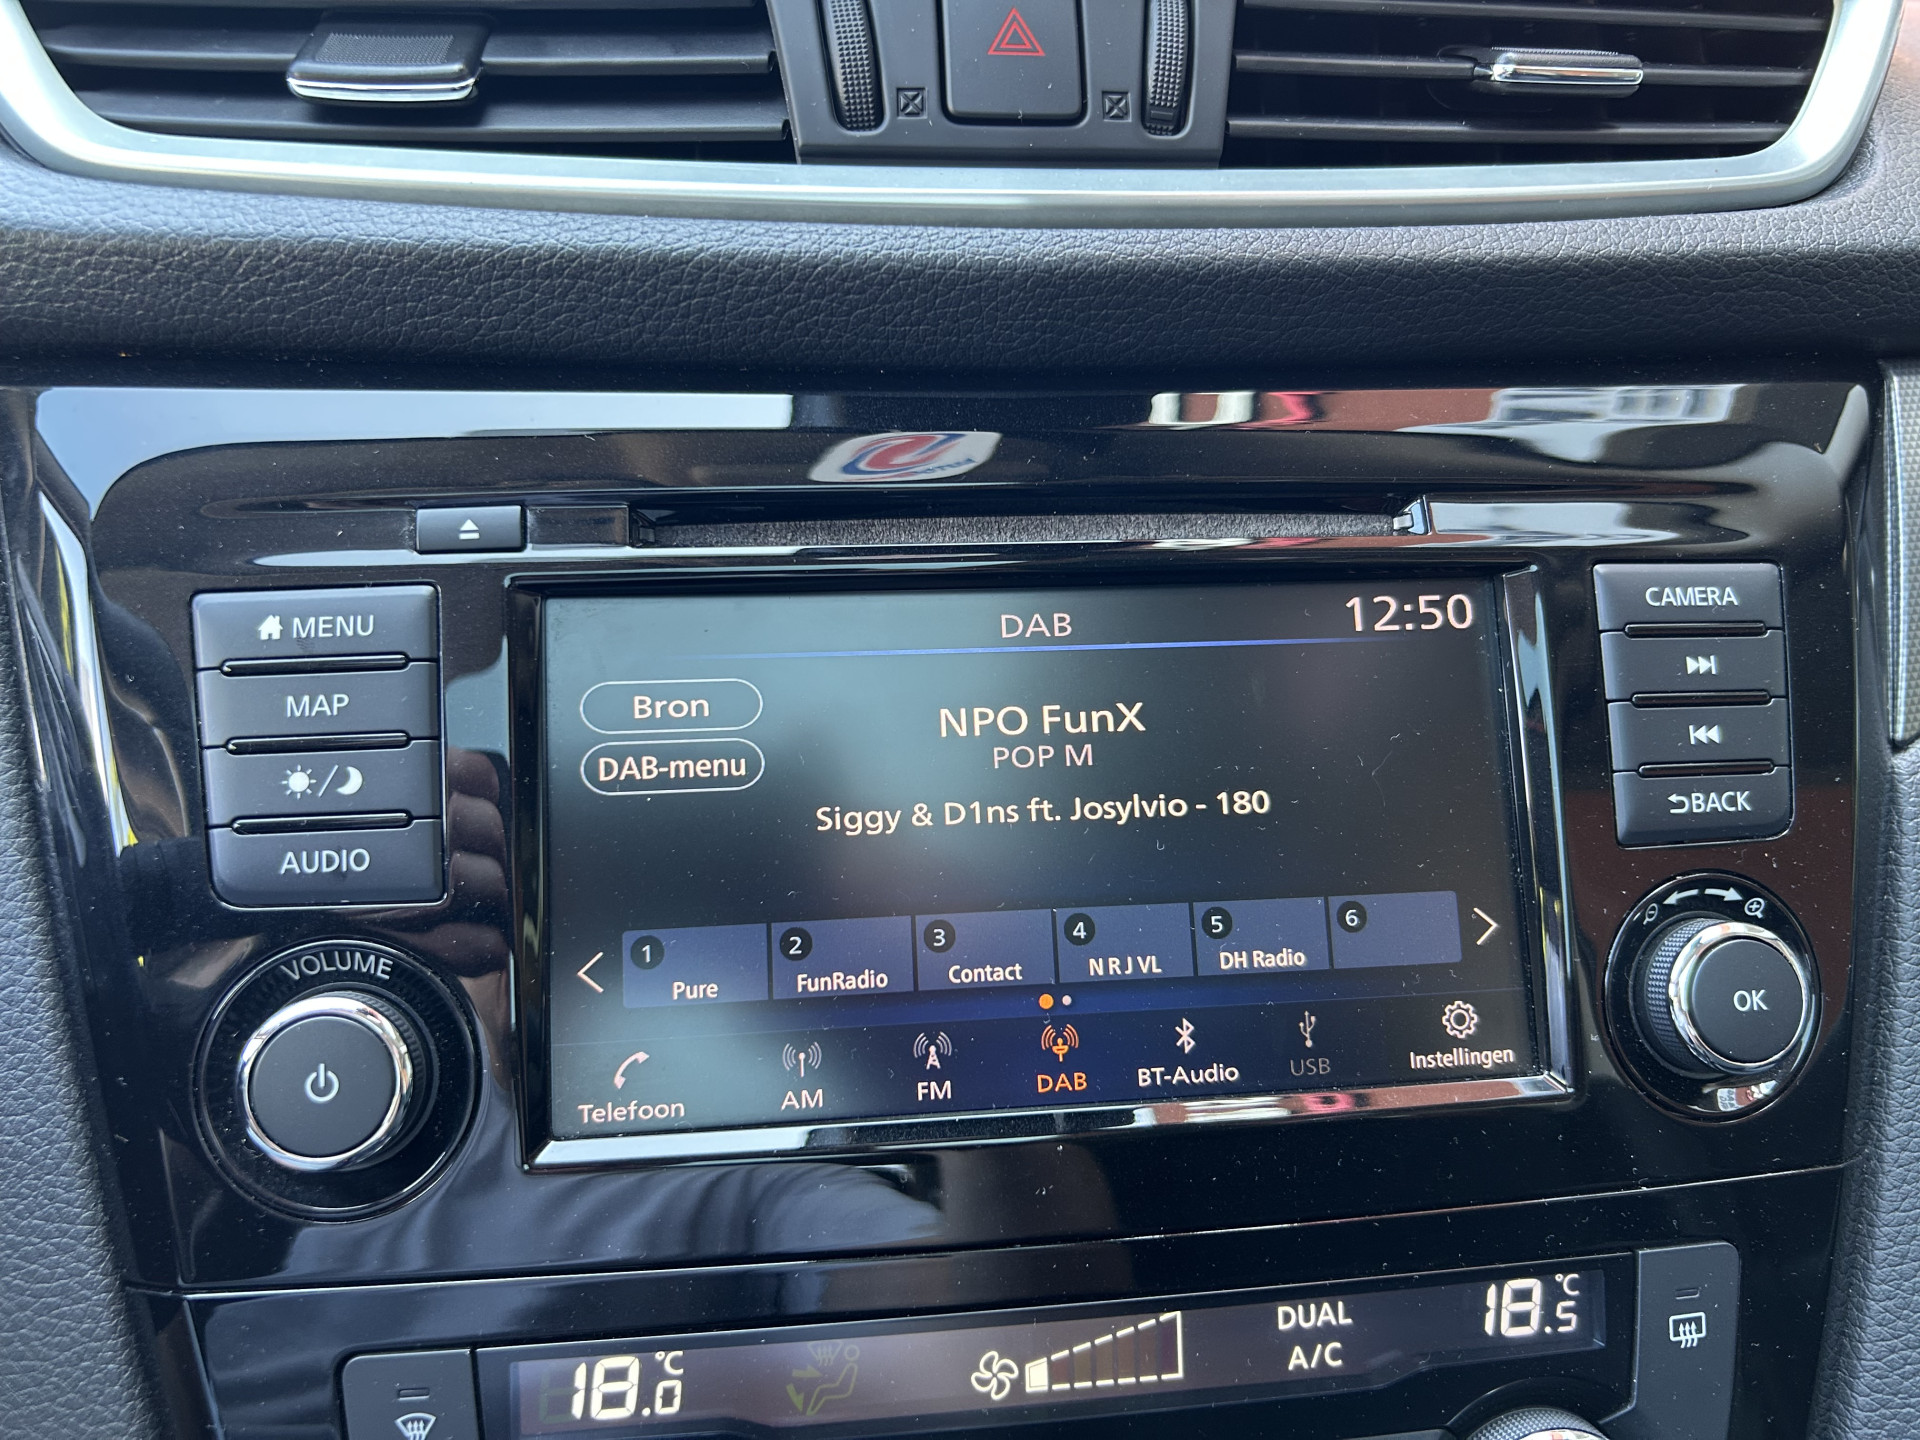 MENU
MAP
AUDIO
VOLUME
DAB
12:50
Bron
DAB-menu
NPO FunX
POP M
Siggy & D1ns ft. Josylvio - 180
1 Pure
2 FunRadio
3 Contact
4 N R J VL
5 DH Radio
6
Telefoon
AM
FM
DAB
BT-Audio
USB
Instellingen
CAMERA
BACK
OK
18.0 °C
DUAL
A/C
18.5 °C